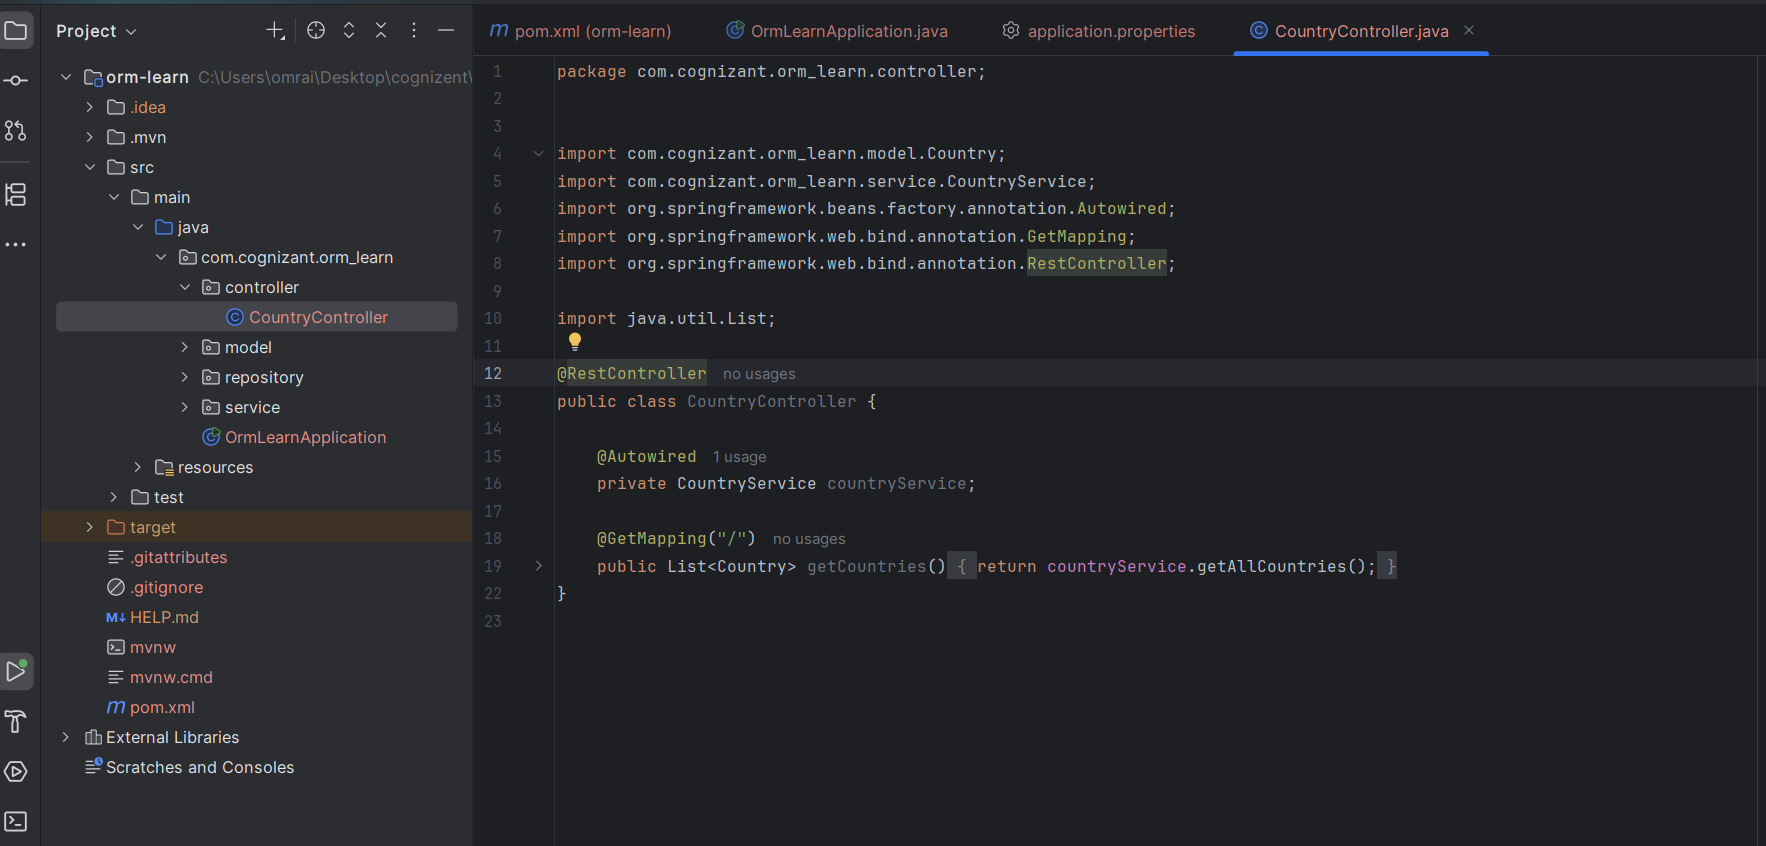 Project
orm-learn C:\Users\omrai\Desktop\cognizent\
.idea
.mvn
src
main
java
com.cognizant.orm_learn
controller
CountryController
model
repository
service
OrmLearnApplication
resources
test
target
.gitattributes
.gitignore
M↓ HELP.md
mvnw
mvnw.cmd
m pom.xml
External Libraries
Scratches and Consoles
m pom.xml (orm-learn) OrmLearnApplication.java application.properties CountryController.java
1 package com.cognizant.orm_learn.controller;
2
3
4 import com.cognizant.orm_learn.model.Country;
5 import com.cognizant.orm_learn.service.CountryService;
6 import org.springframework.beans.factory.annotation.Autowired;
7 import org.springframework.web.bind.annotation.GetMapping;
8 import org.springframework.web.bind.annotation.RestController;
9
10 import java.util.List;
11
12 @RestController no usages
13 public class CountryController {
14
15 @Autowired 1 usage
16 private CountryService countryService;
17
18 @GetMapping("/") no usages
19 public List<Country> getCountries() { return countryService.getAllCountries(); }
22 }
23